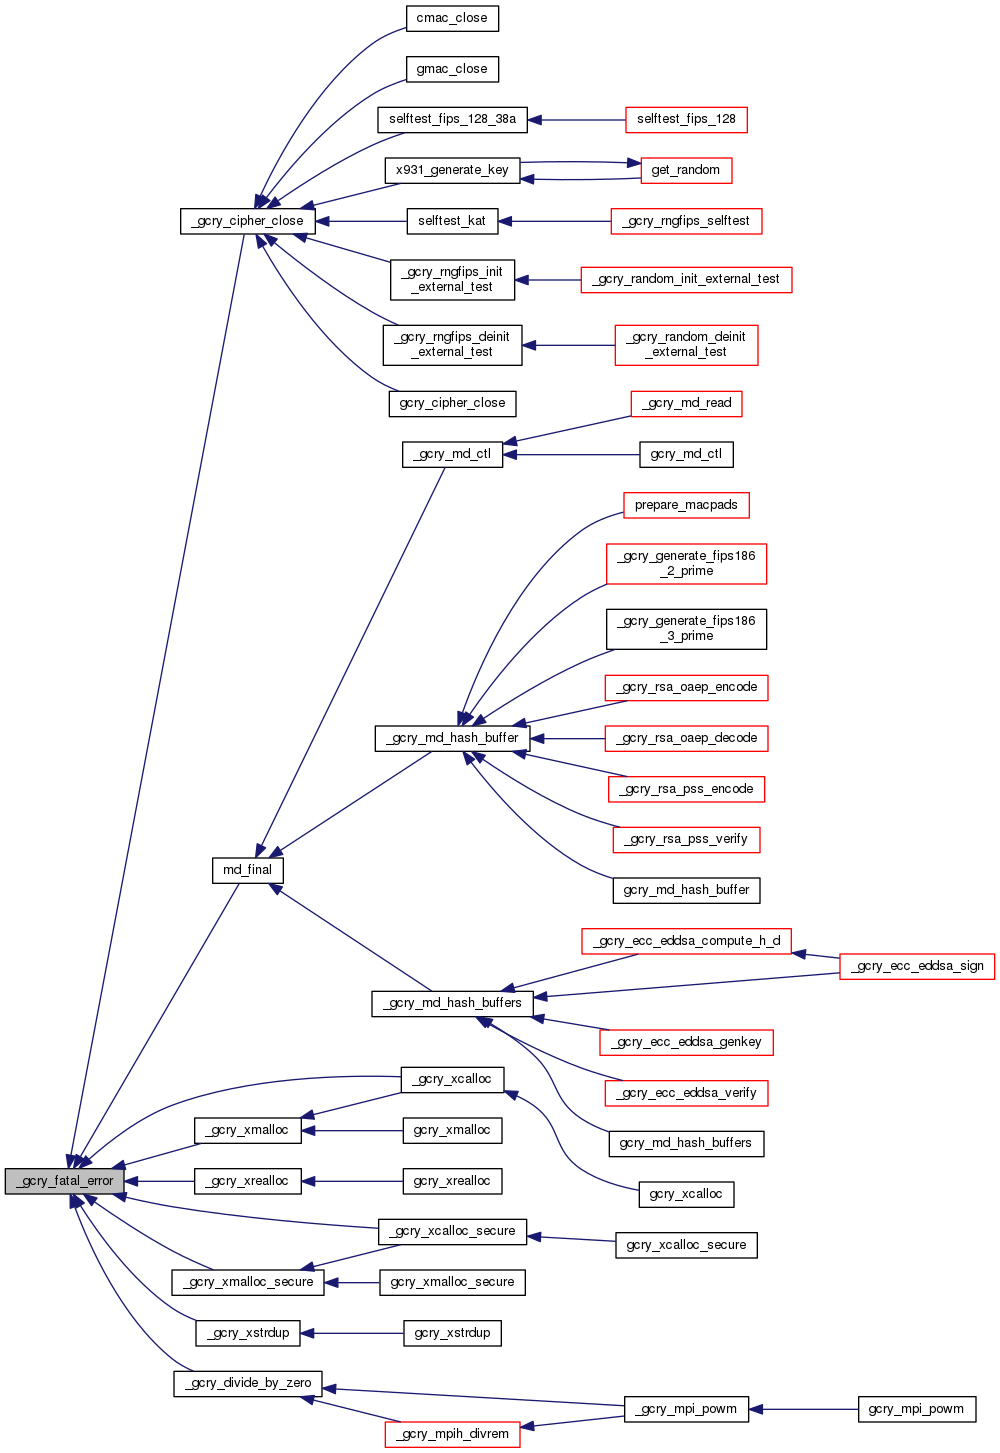 cmac_close
gmac_close
selftest_fips_128_38a
selftest_fips_128
x931_generate_key
get_random
_gcry_cipher_close
selftest_kat
_gcry_rngfips_selftest
_gcry_rngfips_init
_external_test
_gcry_random_init_external_test
_gcry_rngfips_deinit
_external_test
_gcry_random_deinit
_external_test
gcry_cipher_close
_gcry_md_read
_gcry_md_ctl
gcry_md_ctl
prepare_macpads
_gcry_generate_fips186
_2_prime
_gcry_generate_fips186
_3_prime
_gcry_rsa_oaep_encode
_gcry_md_hash_buffer
_gcry_rsa_oaep_decode
_gcry_rsa_pss_encode
_gcry_rsa_pss_verify
md_final
gcry_md_hash_buffer
_gcry_ecc_eddsa_compute_h_d
_gcry_ecc_eddsa_sign
_gcry_md_hash_buffers
_gcry_ecc_eddsa_genkey
_gcry_xcalloc
_gcry_ecc_eddsa_verify
_gcry_xmalloc
gcry_xmalloc
gcry_md_hash_buffers
_gcry_fatal_error
_gcry_xrealloc
gcry_xrealloc
gcry_xcalloc
_gcry_xcalloc_secure
gcry_xcalloc_secure
_gcry_xmalloc_secure
gcry_xmalloc_secure
_gcry_xstrdup
gcry_xstrdup
_gcry_divide_by_zero
_gcry_mpi_powm
gcry_mpi_powm
_gcry_mpih_divrem